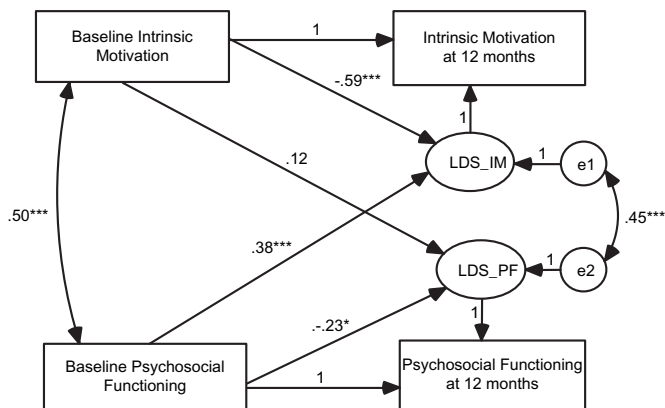 Baseline Intrinsic
Motivation
1
Intrinsic Motivation
at 12 months
-.59***
1
LDS_IM
1
e1
.12
.50***
.45***
.38***
LDS_PF
1
e2
.-.23*
1
Baseline Psychosocial
Functioning
1
Psychosocial Functioning
at 12 months